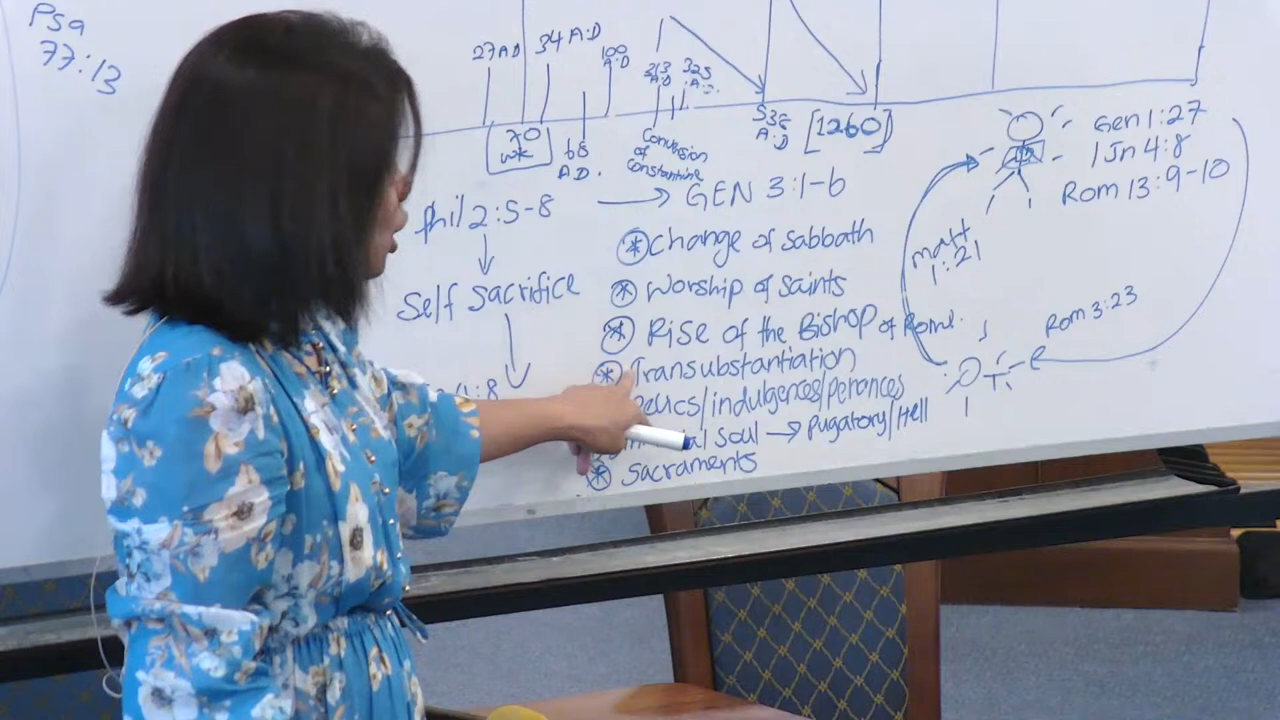 Psa
77:13
27 AD
34 A:D
100
A:D
313
A:D
325
A:D.
70
wk
68
A.D.
Conversion
of
Constantine
538
A:D
[1260]
Phil 2:5-8
GEN 3:1-6
Self Sacrifice
4:8
Change of Sabbath
Worship of Saints
Rise of the Bishop of Rome.
Transubstantiation
/indulgences/penances
Soul → Pugatory/Hell
Sacraments
Gen 1:27
1 Jn 4:8
Rom 13:9-10
Matt
1:21
Rom 3:23